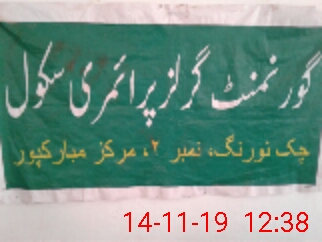 گورنمنٹ گرلز پرائمری سکول
چک نورنگ، نمبر ۲، مرکز مبارکپور
14-11-19 12:38